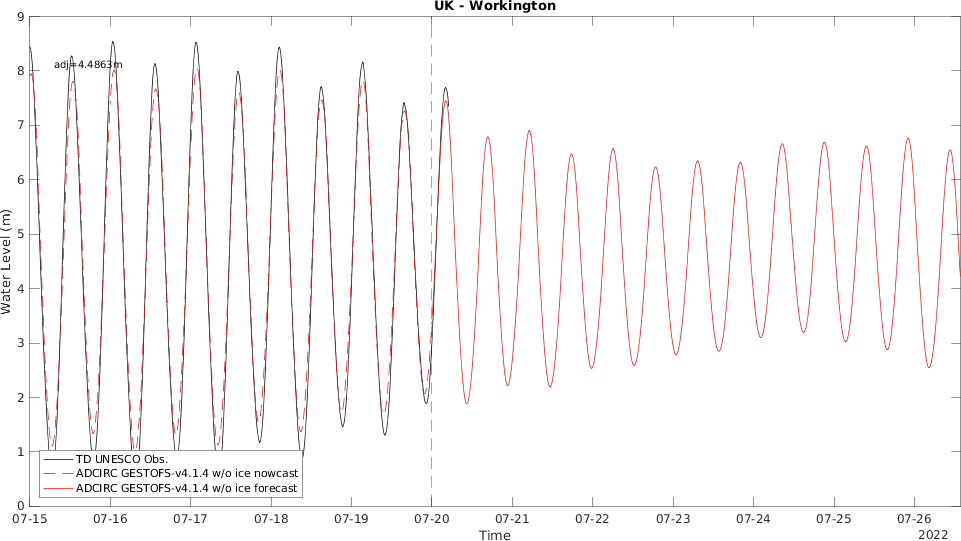 UK - Workington
9
8
7
6
5
4
3
2
1
0
Water Level (m)
adj=4.4863m
TD UNESCO Obs.
ADCIRC GESTOFS-v4.1.4 w/o ice nowcast
ADCIRC GESTOFS-v4.1.4 w/o ice forecast
07-15 07-16 07-17 07-18 07-19 07-20 07-21 07-22 07-23 07-24 07-25 07-26
Time
2022